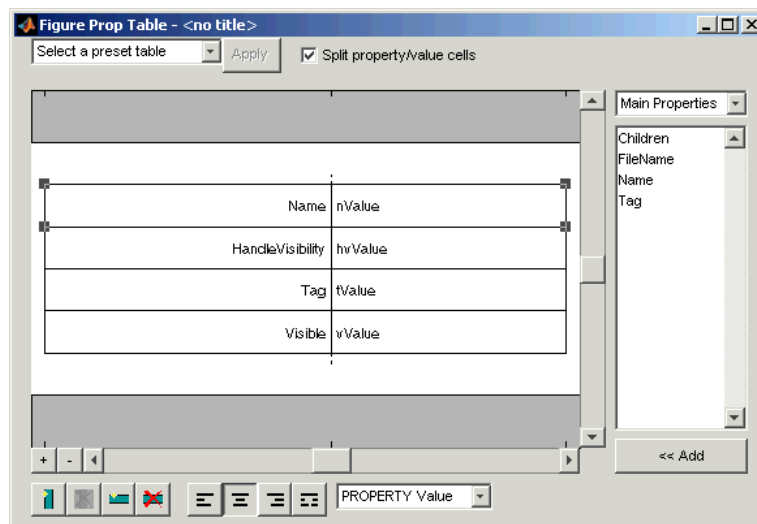 Figure Prop Table - <no title>
Select a preset table Apply Split property/value cells
Main Properties
Children
FileName
Name
Tag
Name nValue
HandleVisibility hvValue
Tag tValue
Visible vValue
+ -
<< Add
PROPERTY Value